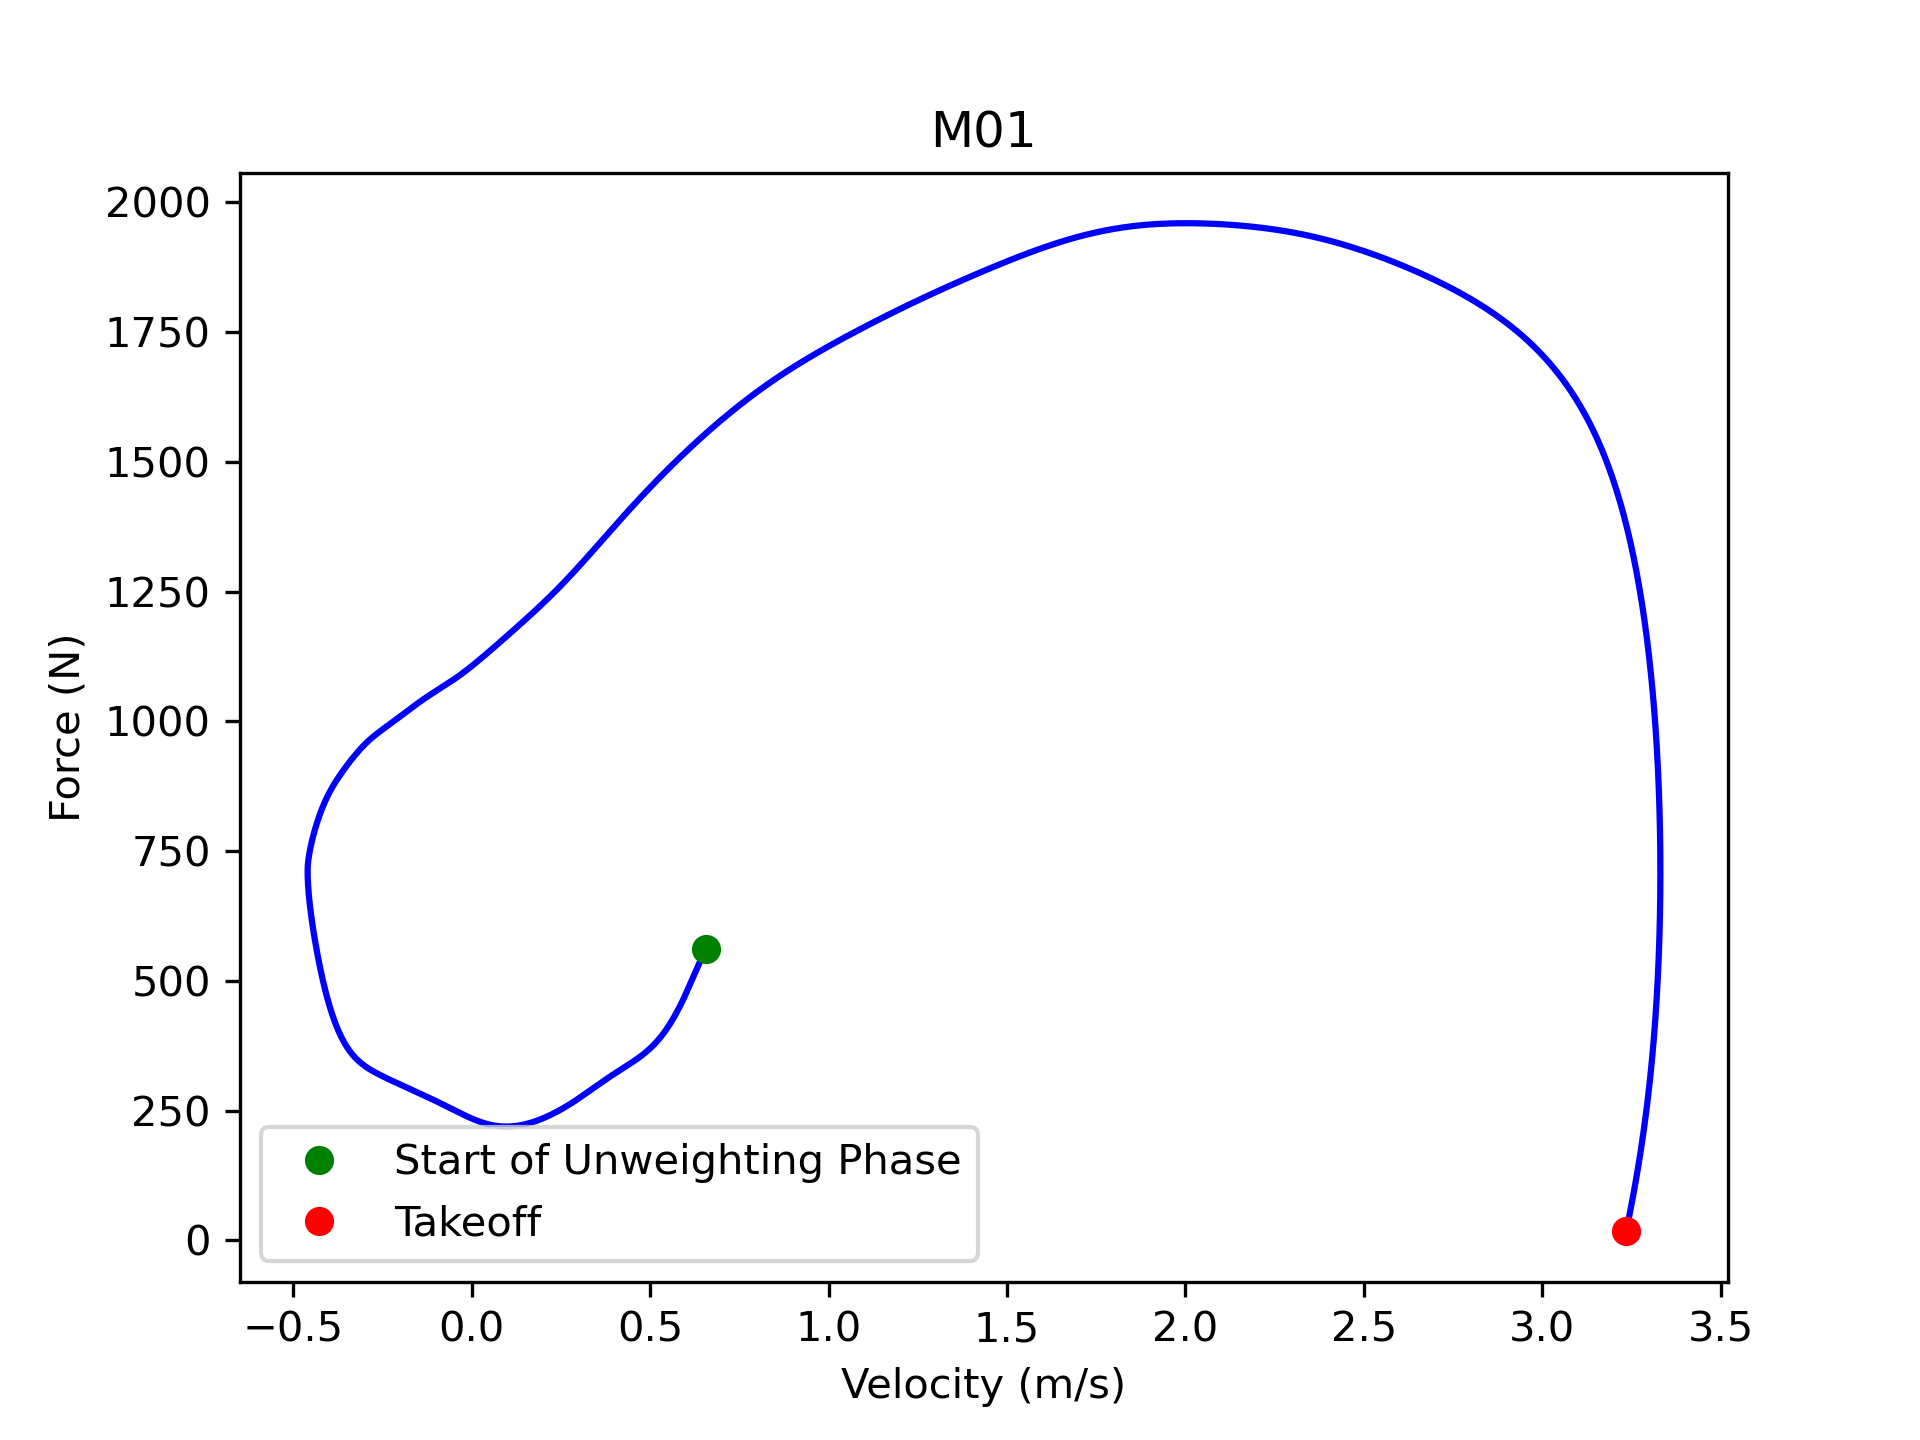 M01
2000
1750
1500
1250
1000
750
500
250
0
Force (N)
Start of Unweighting Phase
Takeoff
−0.5 0.0 0.5 1.0 1.5 2.0 2.5 3.0 3.5
Velocity (m/s)